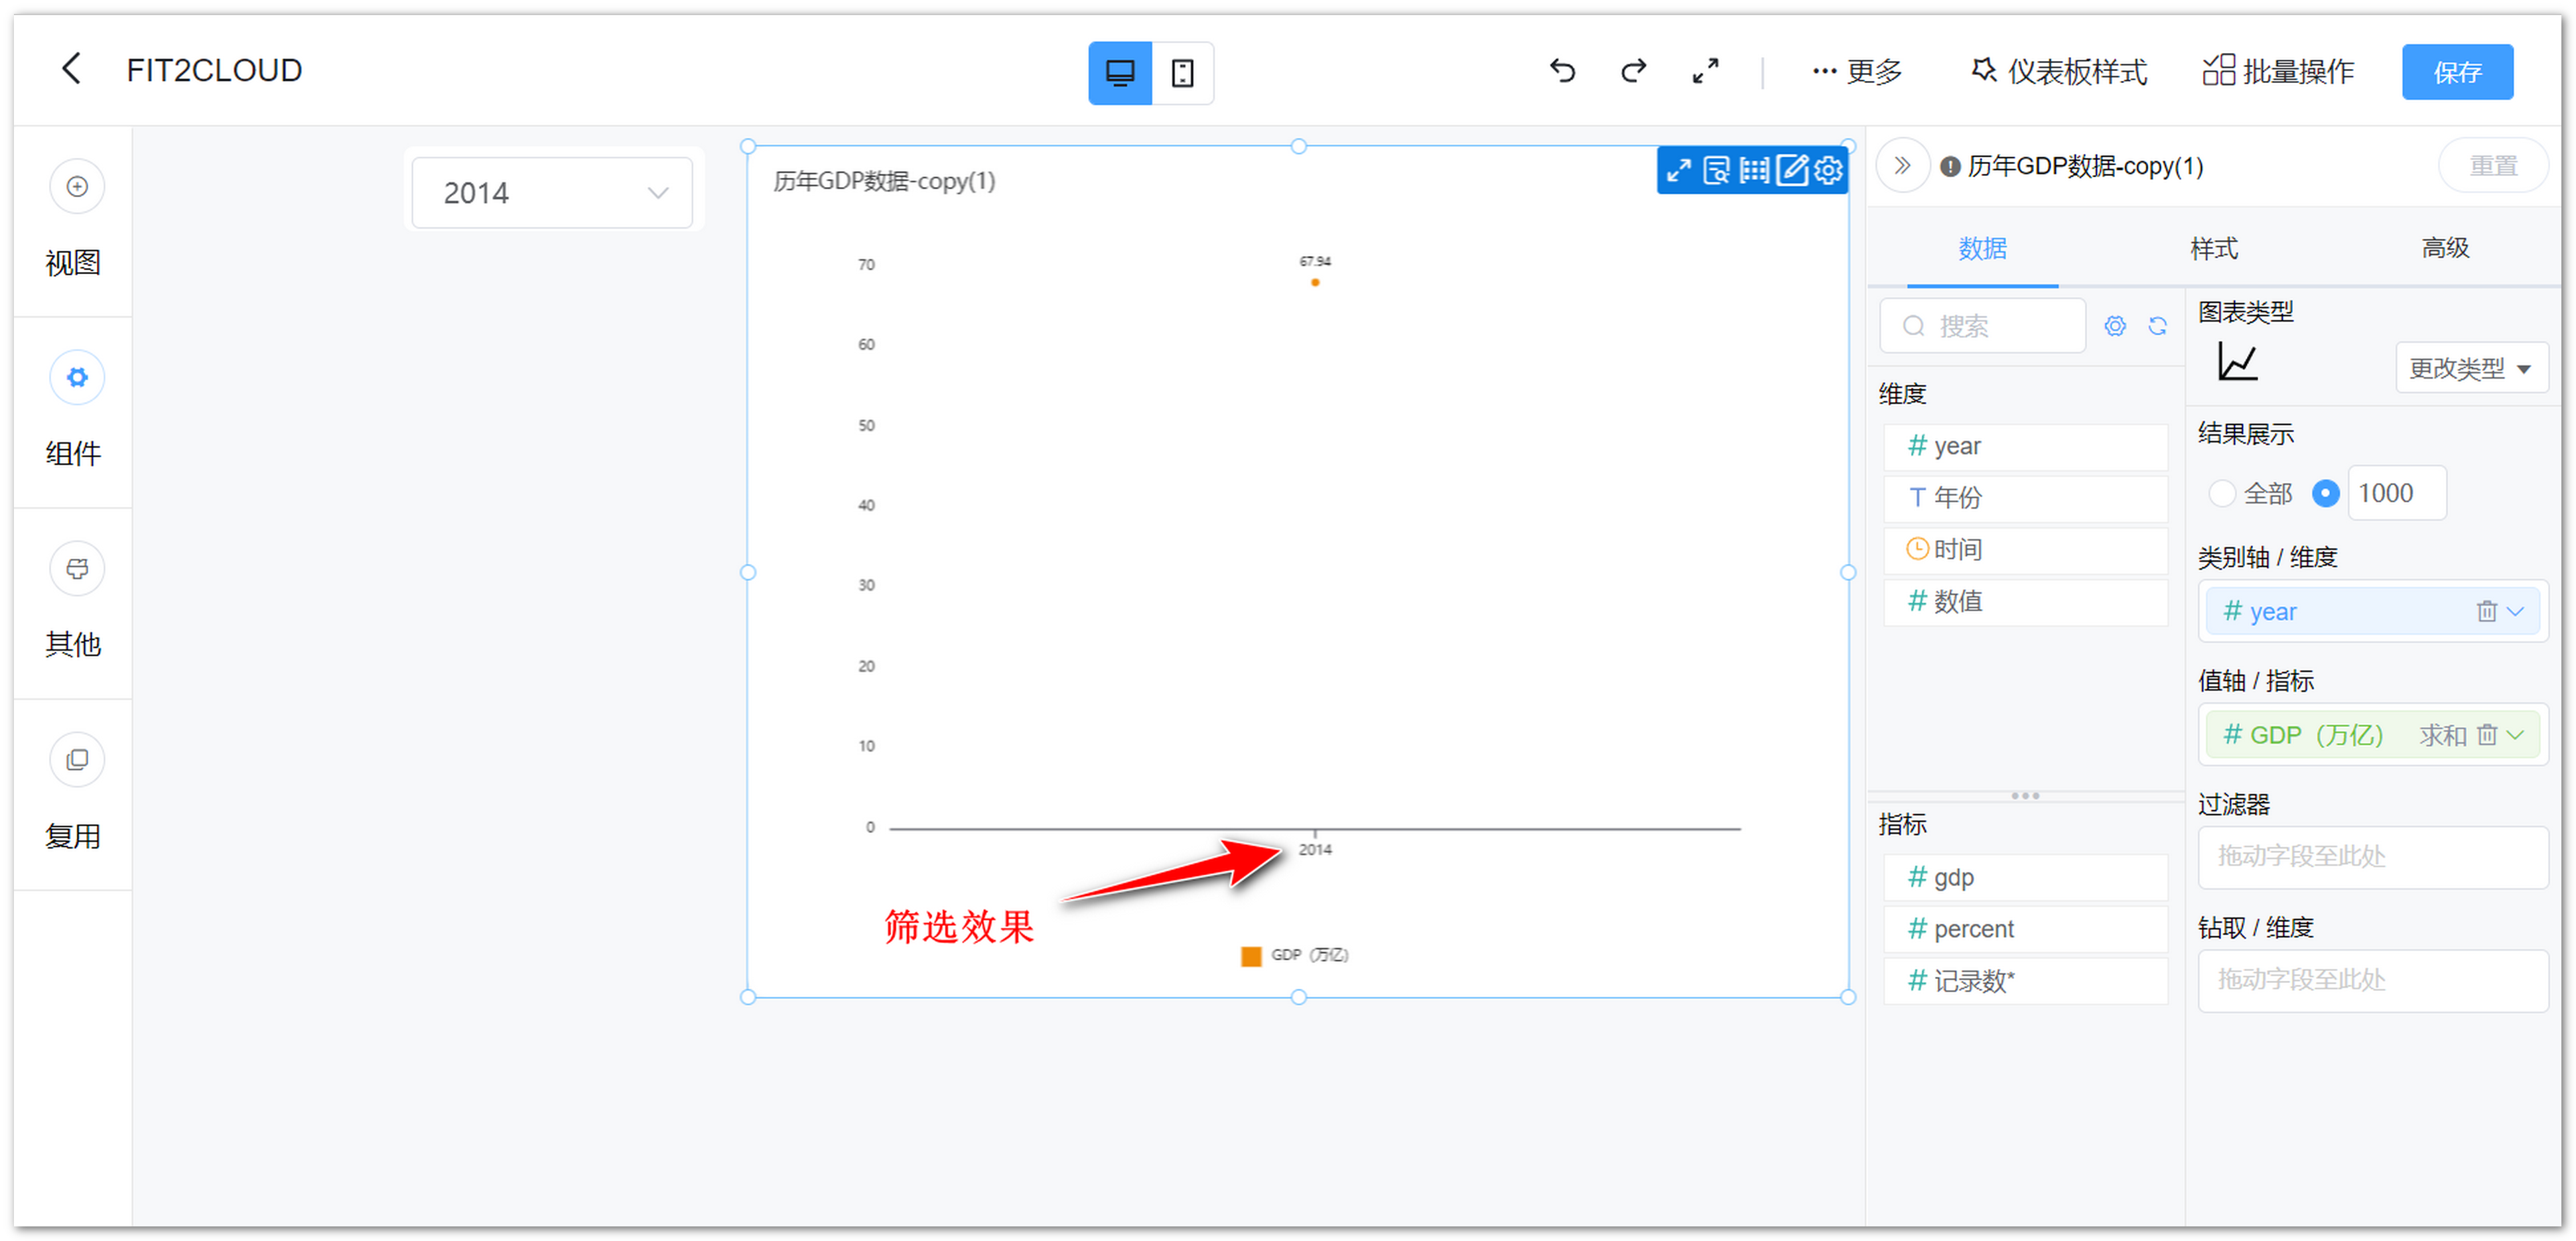 FIT2CLOUD
更多
仪表板样式
批量操作
保存
视图
组件
其他
复用
2014
历年GDP数据-copy(1)
70
60
50
40
30
20
10
0
67.94
2014
筛选效果
GDP（万亿）
历年GDP数据-copy(1)
重置
数据
样式
高级
搜索
维度
# year
T 年份
时间
# 数值
指标
# gdp
# percent
# 记录数*
图表类型
更改类型
结果展示
全部
1000
类别轴 / 维度
# year
值轴 / 指标
# GDP（万亿） 求和
过滤器
拖动字段至此处
钻取 / 维度
拖动字段至此处